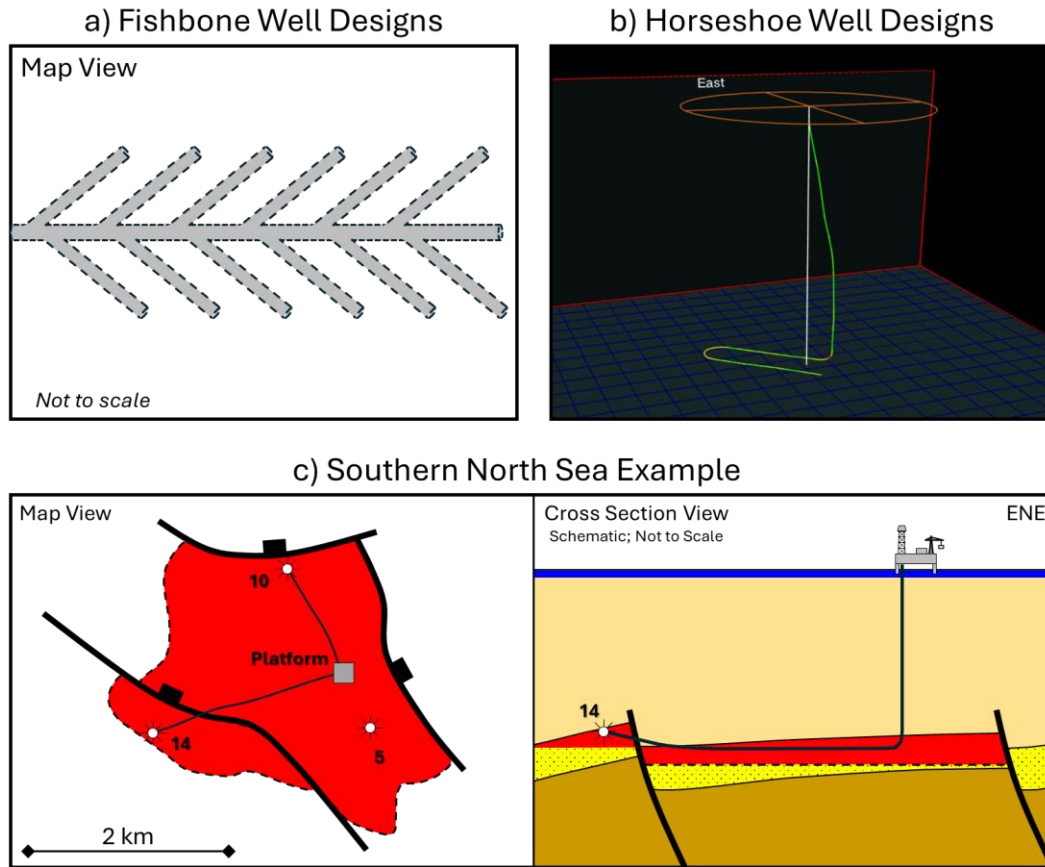 a) Fishbone Well Designs
Map View
Not to scale
b) Horseshoe Well Designs
East
c) Southern North Sea Example
Map View
10
Platform
14
5
2 km
Cross Section View
Schematic; Not to Scale
ENE
14